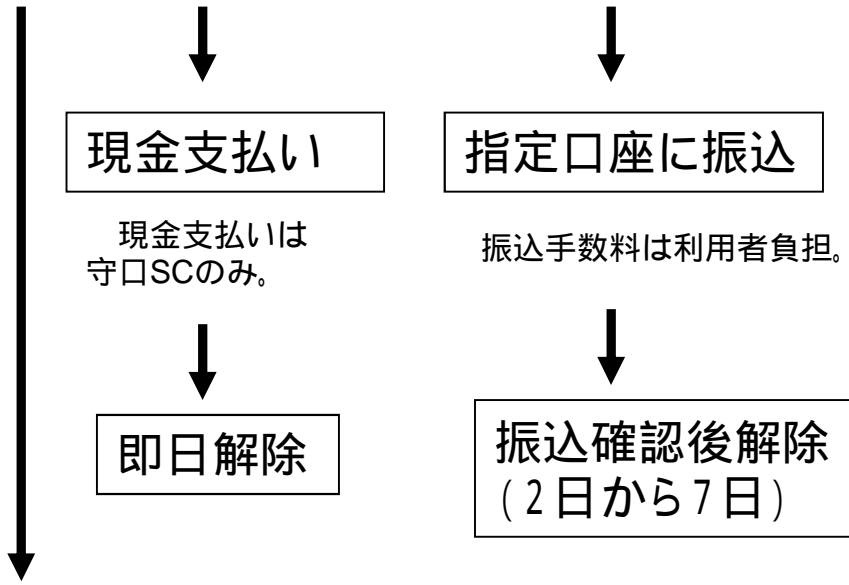 現金支払い
指定口座に振込
現金支払いは
守口SCのみ。
振込手数料は利用者負担。
即日解除
振込確認後解除
(2日から7日)